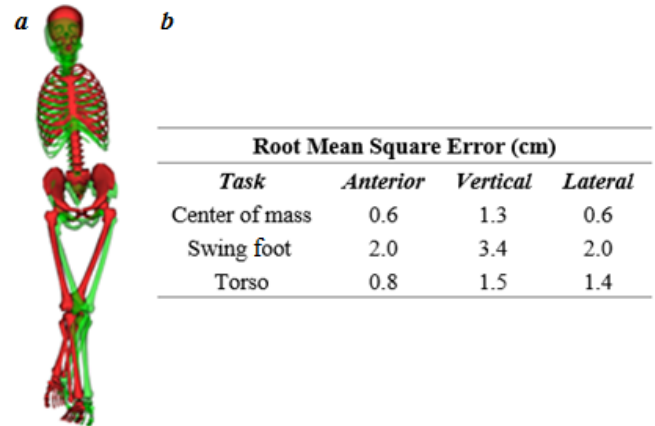 a b
Root Mean Square Error (cm)
Task Anterior Vertical Lateral
Center of mass 0.6 1.3 0.6
Swing foot 2.0 3.4 2.0
Torso 0.8 1.5 1.4